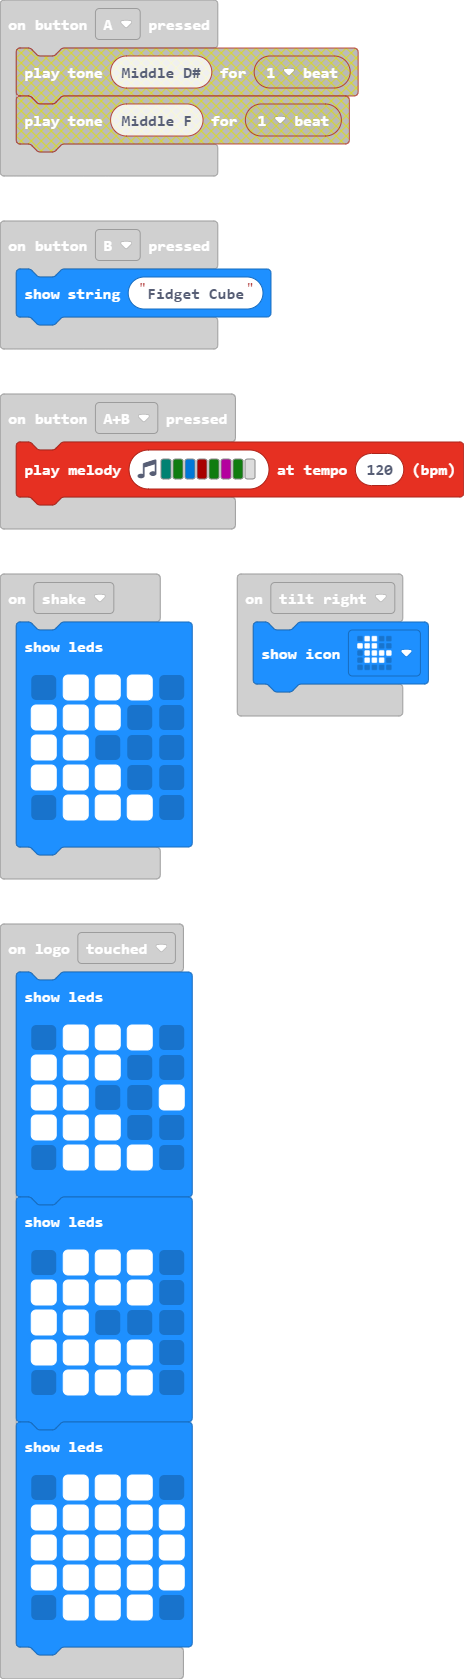 on button A pressed
play tone Middle D# for 1 beat
play tone Middle F for 1 beat
on button B pressed
show string "Fidget Cube"
on button A+B pressed
play melody at tempo 120 (bpm)
on shake
show leds
on tilt right
show icon
on logo touched
show leds
show leds
show leds